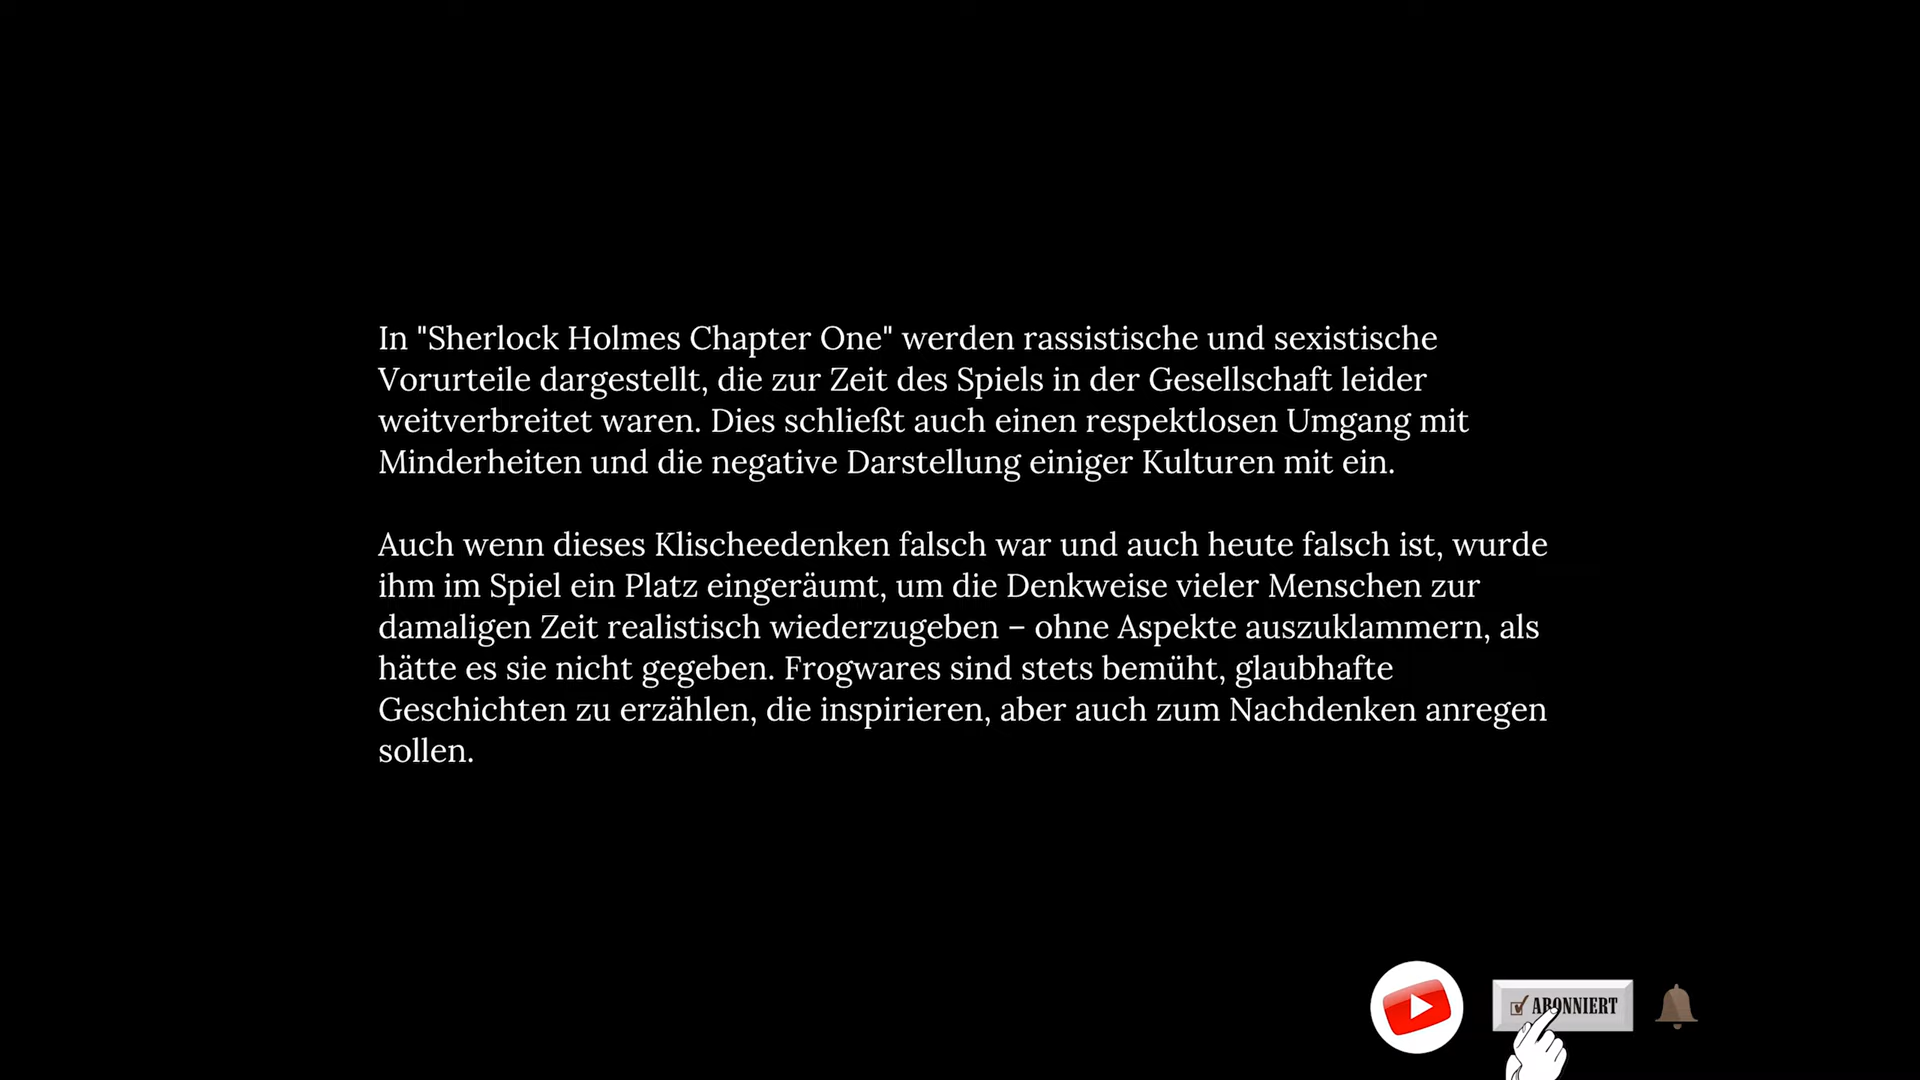 In "Sherlock Holmes Chapter One" werden rassistische und sexistische
Vorurteile dargestellt, die zur Zeit des Spiels in der Gesellschaft leider
weitverbreitet waren. Dies schließt auch einen respektlosen Umgang mit
Minderheiten und die negative Darstellung einiger Kulturen mit ein.
Auch wenn dieses Klischeedenken falsch war und auch heute falsch ist, wurde
ihm im Spiel ein Platz eingeräumt, um die Denkweise vieler Menschen zur
damaligen Zeit realistisch wiederzugeben – ohne Aspekte auszuklammern, als
hätte es sie nicht gegeben. Frogwares sind stets bemüht, glaubhafte
Geschichten zu erzählen, die inspirieren, aber auch zum Nachdenken anregen
sollen.
ABONNIERT